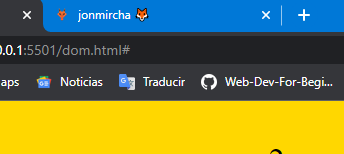 jonmircha 🦊
0.0.1:5501/dom.html#
aps Noticias Traducir Web-Dev-For-Begi...